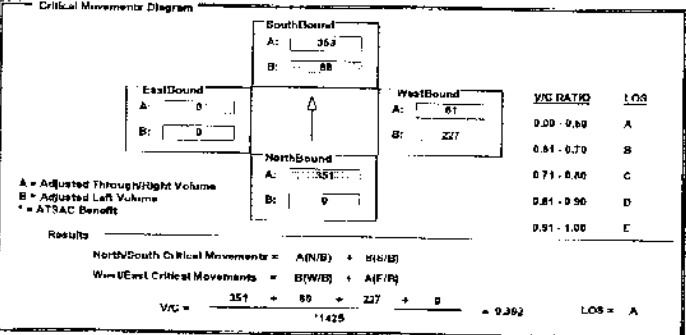 Critical Movements Diagram
SouthBound
A: 353
B: 88
EastBound
A: 0
B: 0
WestBound
A: 61
B: 227
NorthBound
A: 351
B: 0
V/C RATIO LOS
0.00 - 0.60 A
0.61 - 0.70 B
0.71 - 0.80 C
0.81 - 0.90 D
0.91 - 1.00 E
A = Adjusted Through/Right Volume
B = Adjusted Left Volume
* = ATSAC Benefit
Results
North/South Critical Movements = A(N/B) + B(S/B)
West/East Critical Movements = B(W/B) + A(E/B)
V/C = 351 + 88 + 227 + 0 = 0.392 LOS = A
*1425